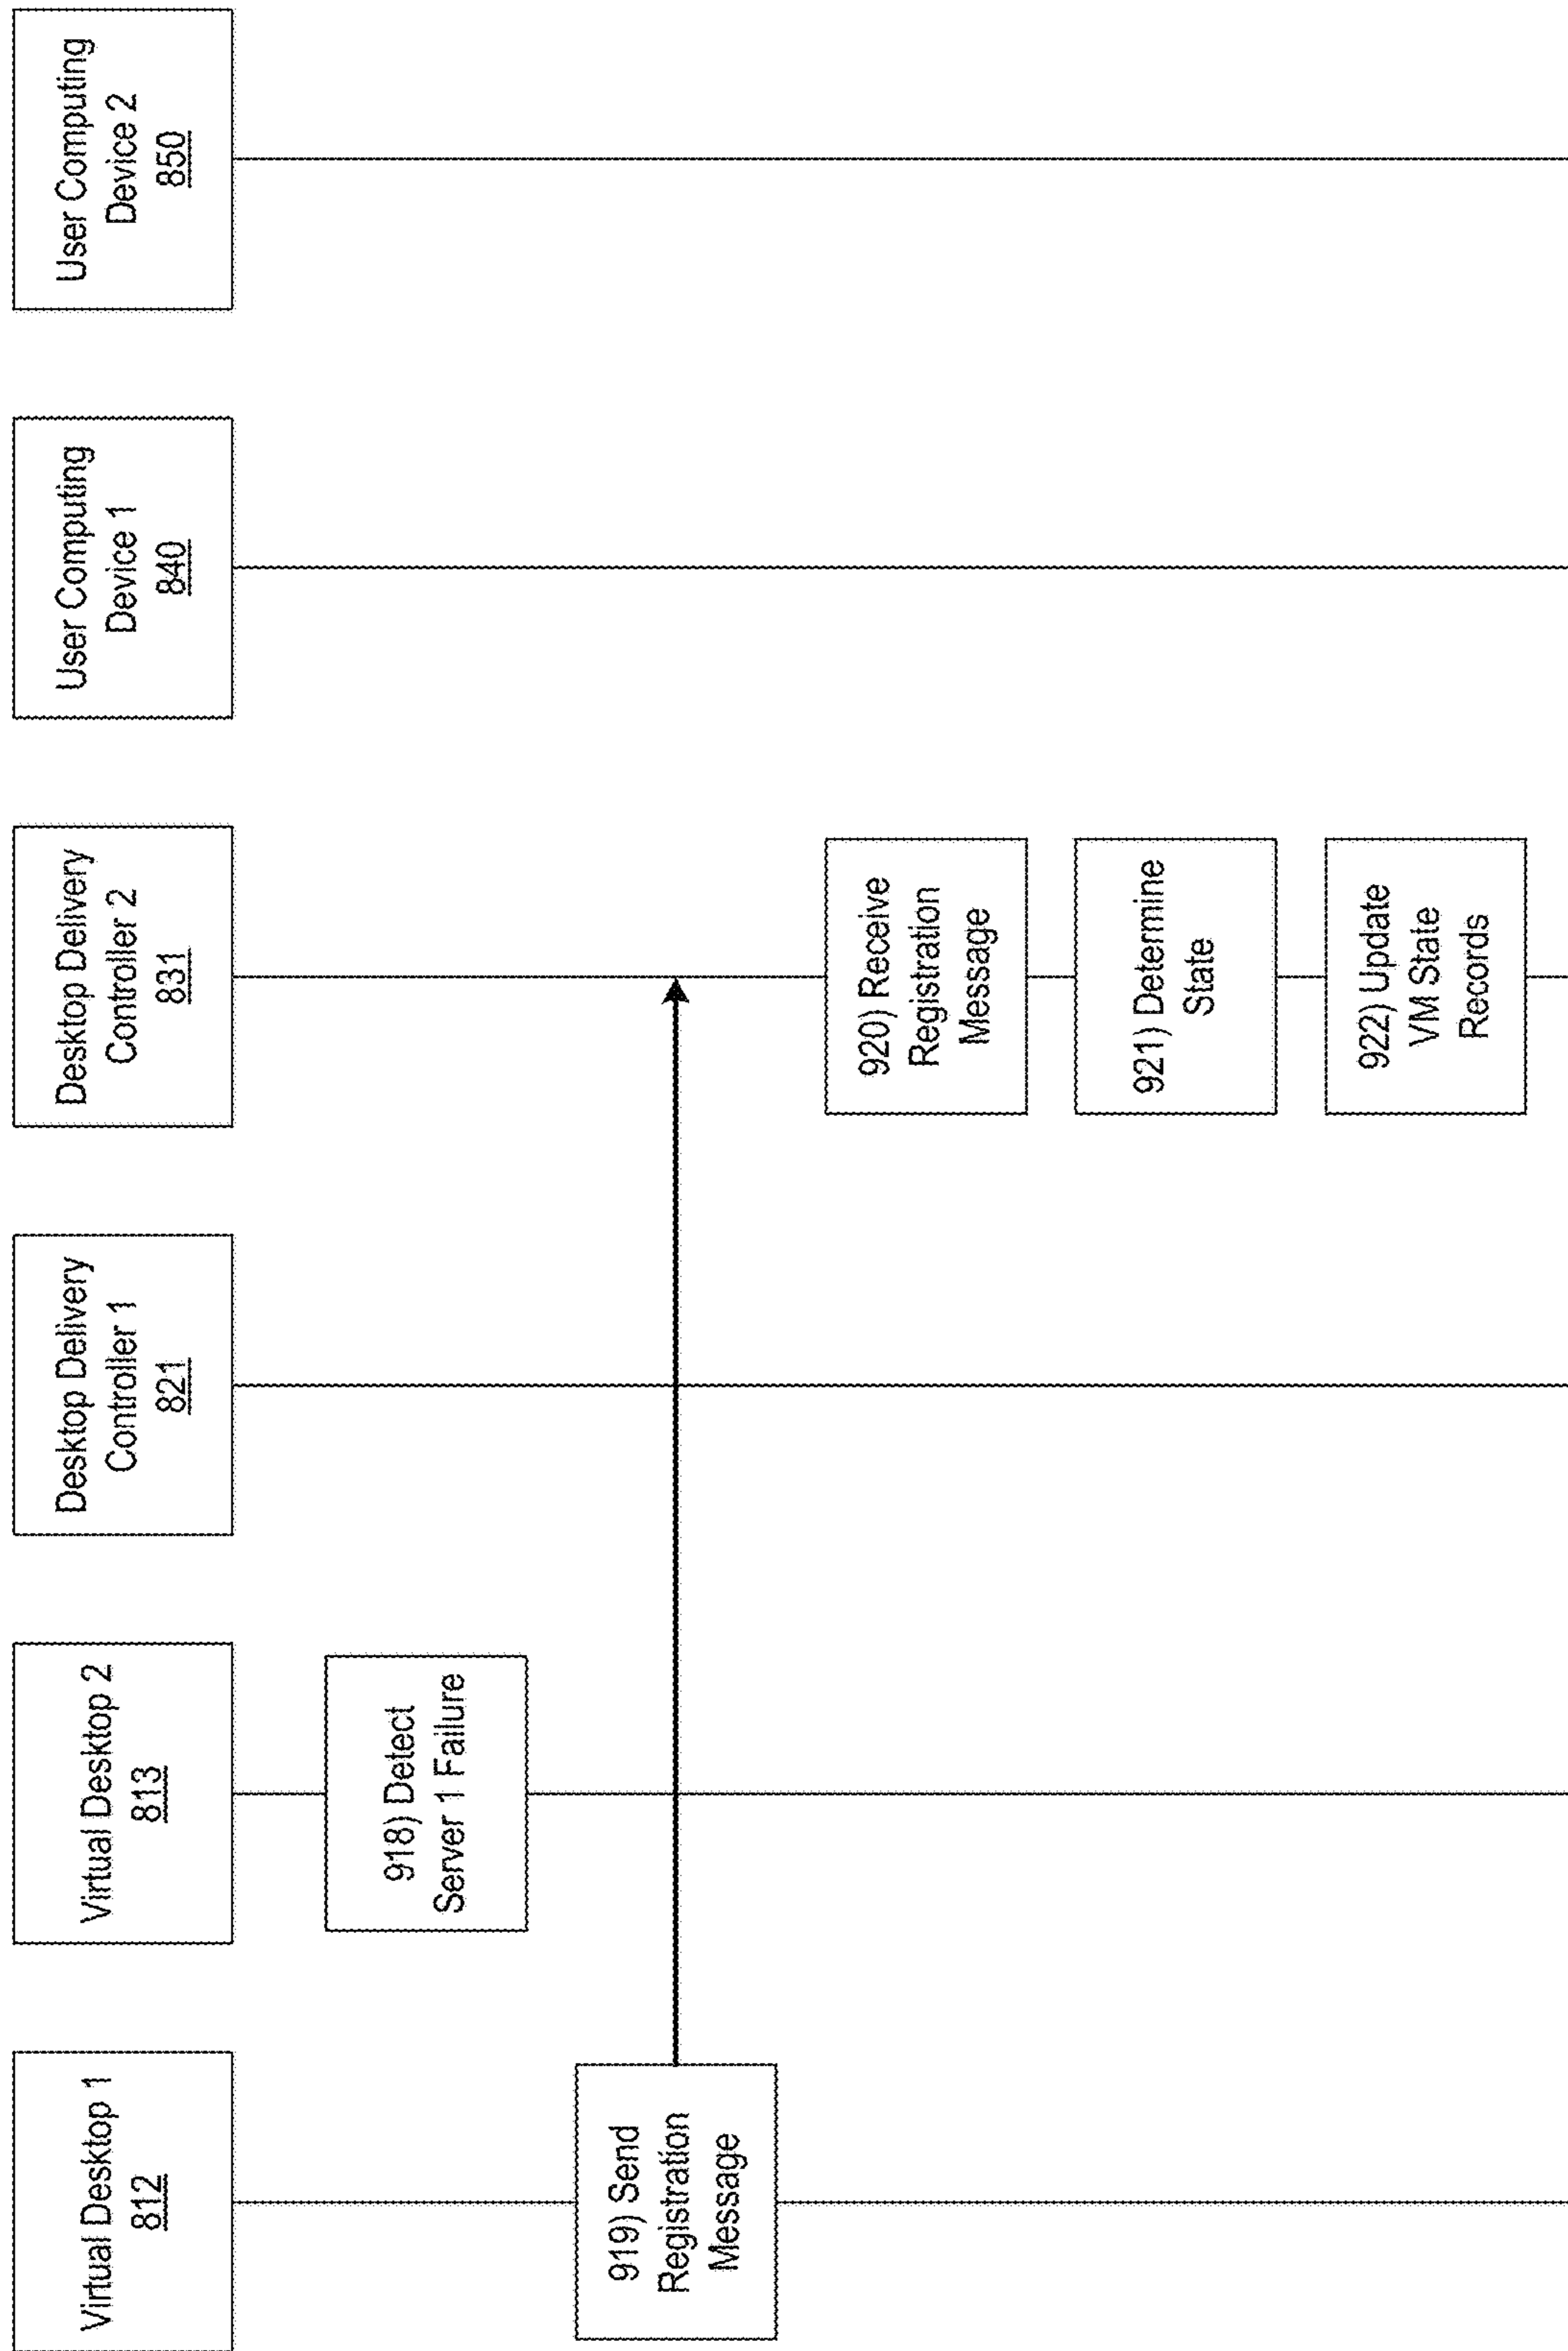 Virtual Desktop 1
812
Virtual Desktop 2
813
Desktop Delivery
Controller 1
821
Desktop Delivery
Controller 2
831
User Computing
Device 1
840
User Computing
Device 2
850
918) Detect
Server 1 Failure
919) Send
Registration
Message
920) Receive
Registration
Message
921) Determine
State
922) Update
VM State
Records